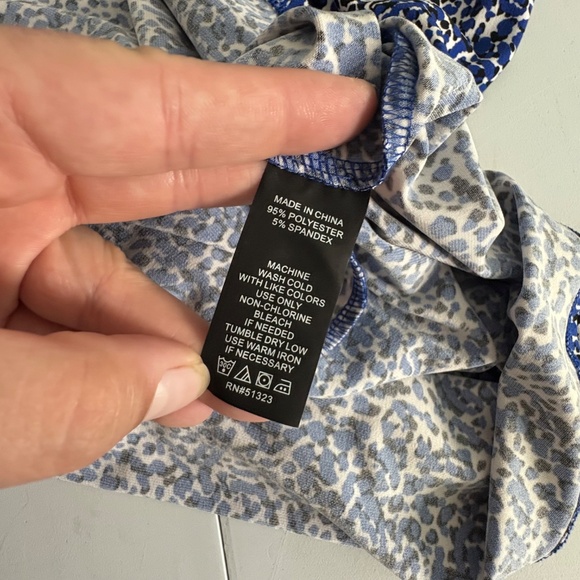 MADE IN CHINA
95% POLYESTER
5% SPANDEX
MACHINE
WASH COLD
WITH LIKE COLORS
USE ONLY
NON-CHLORINE
BLEACH
IF NEEDED
TUMBLE DRY LOW
USE WARM IRON
IF NECESSARY
RN#51323